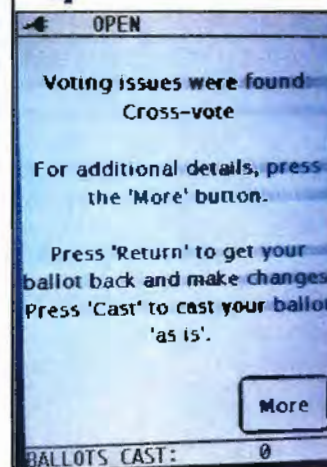 OPEN
Voting issues were found:
Cross-vote
For additional details, press
the 'More' button.
Press 'Return' to get your
ballot back and make changes
Press 'Cast' to cast your ballot
'as is'.
More
BALLOTS CAST: 0